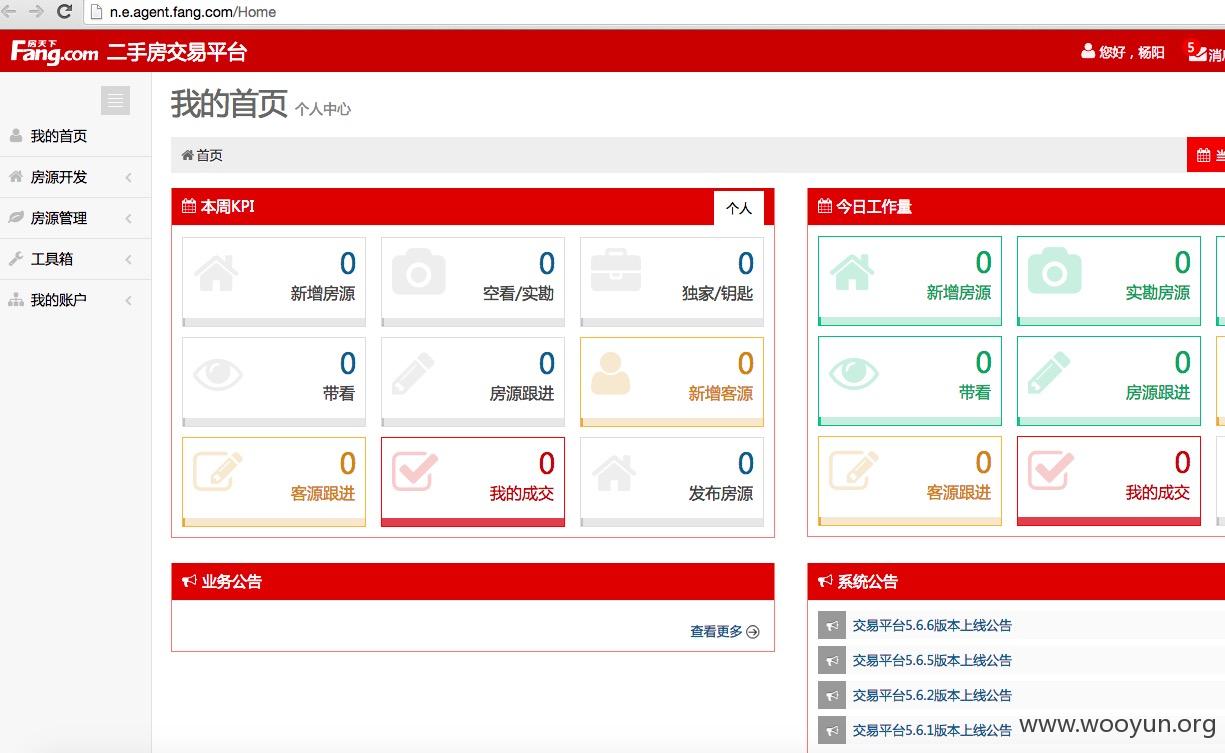 n.e.agent.fang.com/Home
房天下
Fang.com 二手房交易平台
您好，杨阳
5
消
我的首页 个人中心
首页
我的首页
房源开发
房源管理
工具箱
我的账户
本周KPI
个人
0
新增房源
0
空看/实勘
0
独家/钥匙
0
带看
0
房源跟进
0
新增客源
0
客源跟进
0
我的成交
0
发布房源
今日工作量
0
新增房源
0
实勘房源
0
带看
0
房源跟进
0
客源跟进
0
我的成交
业务公告
查看更多
系统公告
交易平台5.6.6版本上线公告
交易平台5.6.5版本上线公告
交易平台5.6.2版本上线公告
交易平台5.6.1版本上线公告
www.wooyun.org